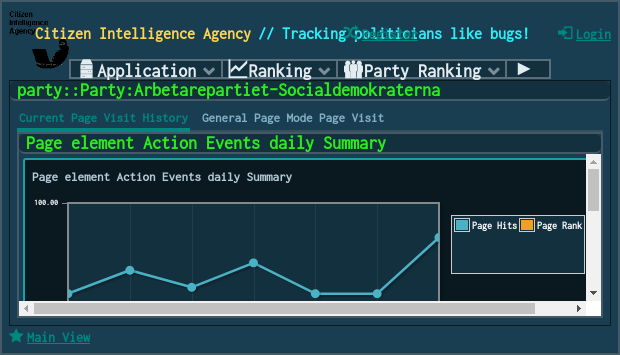 Citizen
Intelligence
Agency
Citizen Intelligence Agency // Tracking politicians like bugs!
Login
Application
Ranking
Party Ranking
party::Party:Arbetarepartiet-Socialdemokraterna
Current Page Visit History
General Page Mode Page Visit
Page element Action Events daily Summary
Page element Action Events daily Summary
100.00
Page Hits
Page Rank
Main View